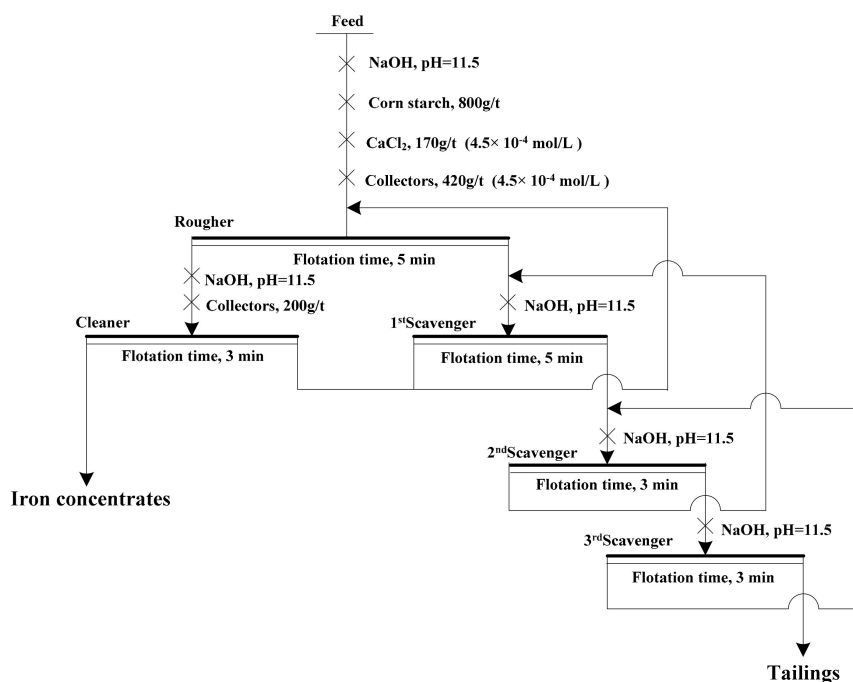 Feed
NaOH, pH=11.5
Corn starch, 800g/t
CaCl₂, 170g/t (4.5× 10⁻⁴ mol/L )
Collectors, 420g/t (4.5× 10⁻⁴ mol/L )
Rougher
Flotation time, 5 min
NaOH, pH=11.5
Collectors, 200g/t
NaOH, pH=11.5
Cleaner
1ˢᵗScavenger
Flotation time, 3 min
Flotation time, 5 min
NaOH, pH=11.5
2ⁿᵈScavenger
Flotation time, 3 min
Iron concentrates
NaOH, pH=11.5
3ʳᵈScavenger
Flotation time, 3 min
Tailings